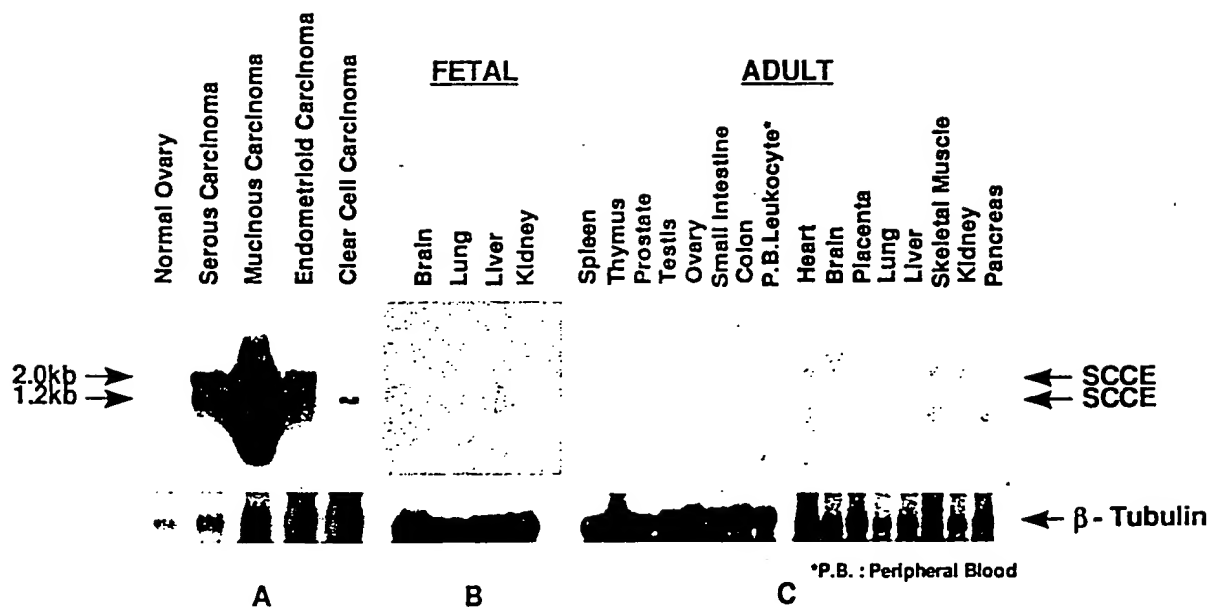 FETAL
ADULT
Normal Ovary
Serous Carcinoma
Mucinous Carcinoma
Endometrioid Carcinoma
Clear Cell Carcinoma
Brain
Lung
Liver
Kidney
Spleen
Thymus
Prostate
Testis
Ovary
Small Intestine
Colon
P.B.Leukocyte*
Heart
Brain
Placenta
Lung
Liver
Skeletal Muscle
Kidney
Pancreas
2.0kb
1.2kb
SCCE
SCCE
β - Tubulin
*P.B. : Peripheral Blood
A
B
C